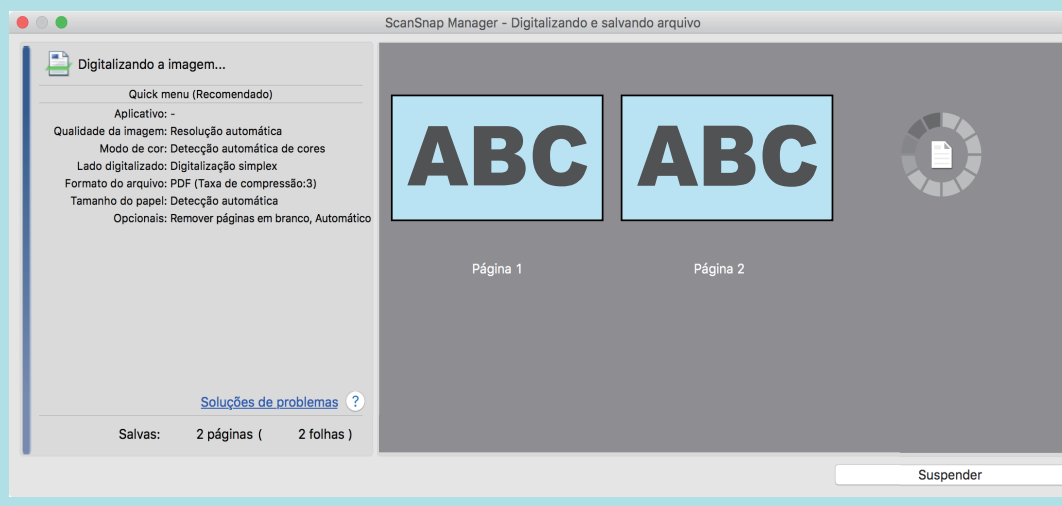 ScanSnap Manager - Digitalizando e salvando arquivo
Digitalizando a imagem...
Quick menu (Recomendado)
Aplicativo: -
Qualidade da imagem: Resolução automática
Modo de cor: Detecção automática de cores
Lado digitalizado: Digitalização simplex
Formato do arquivo: PDF (Taxa de compressão:3)
Tamanho do papel: Detecção automática
Opcionais: Remover páginas em branco, Automático
Soluções de problemas ?
Salvas: 2 páginas ( 2 folhas )
ABC ABC
Página 1 Página 2
Suspender